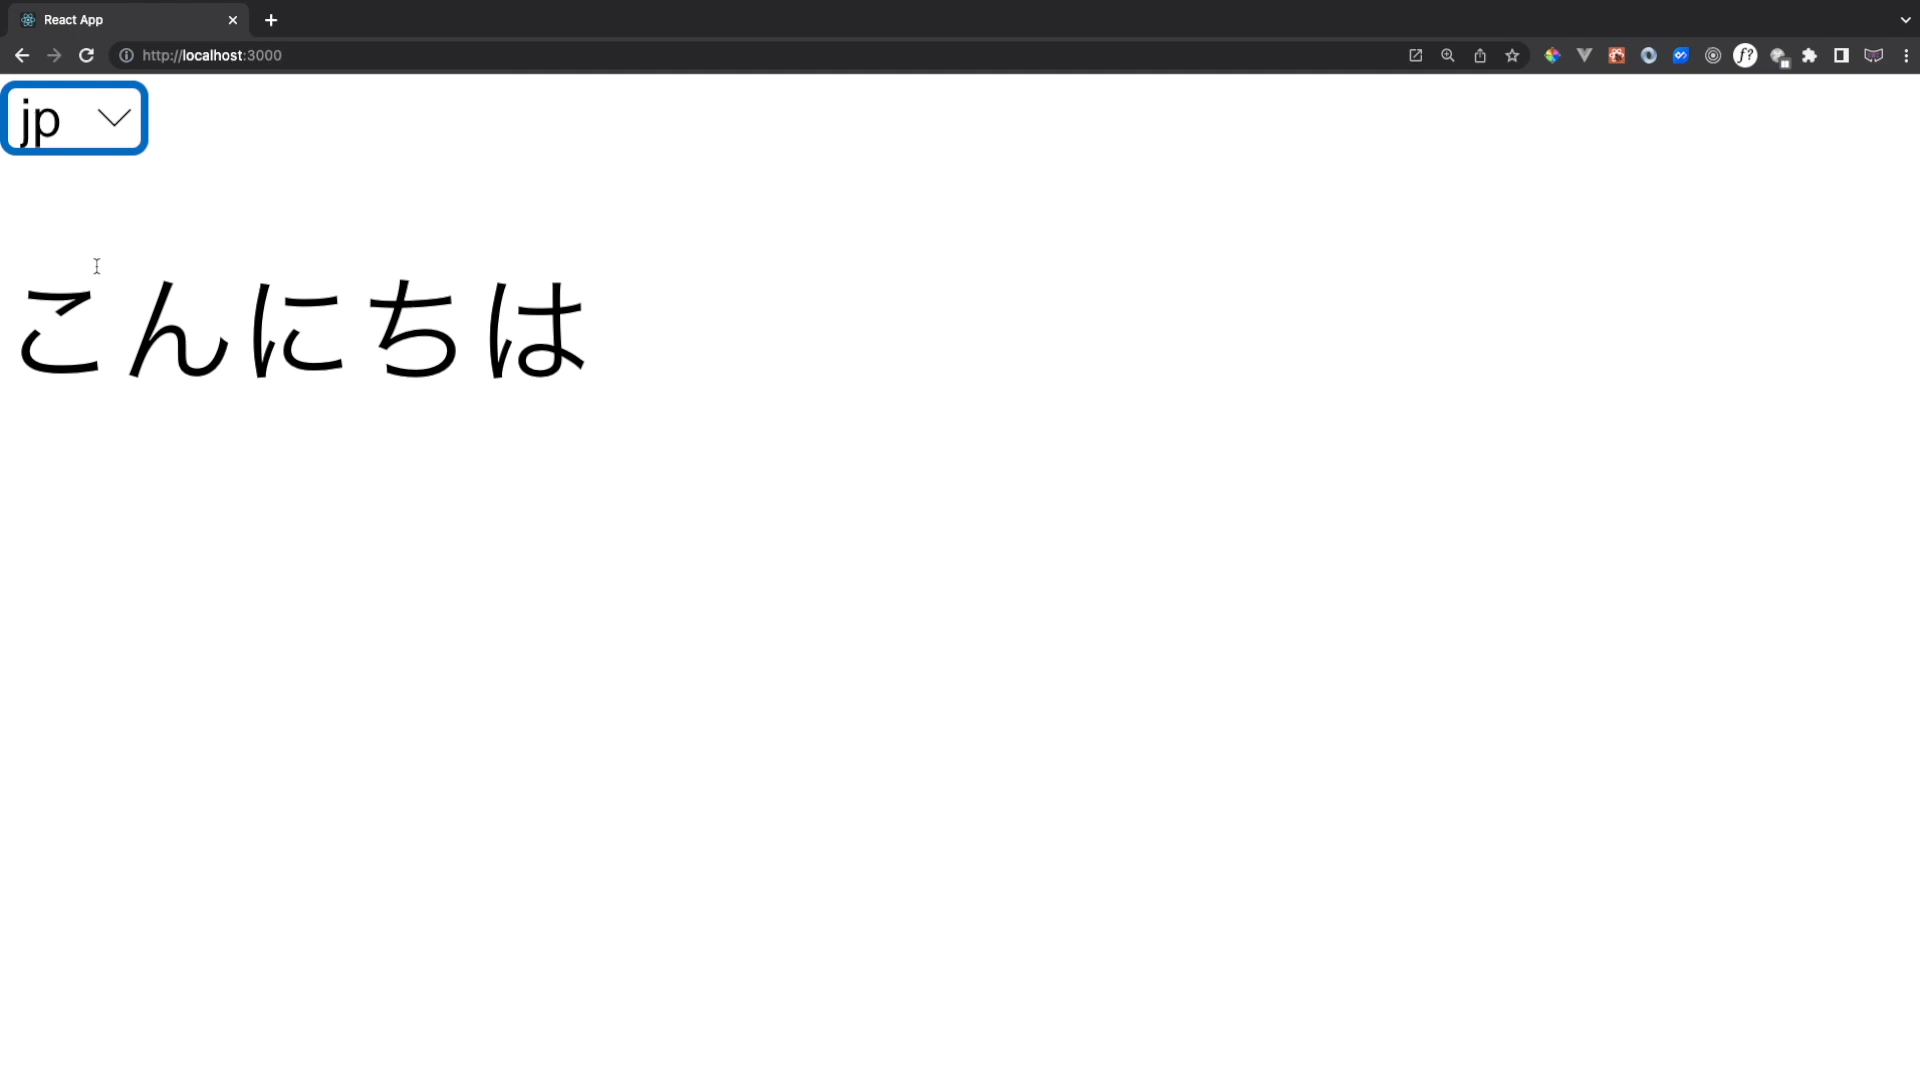 React App
http://localhost:3000
f?
jp
こんにちは